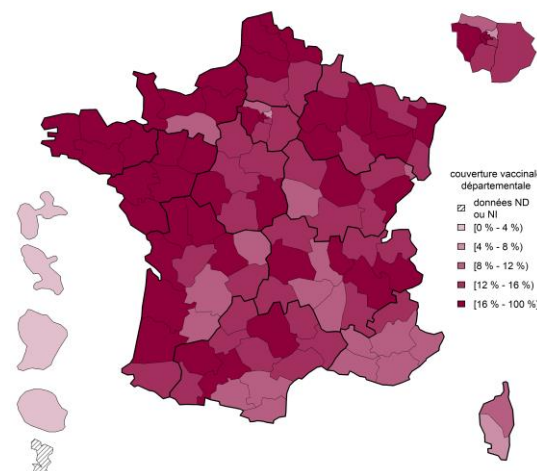 couverture vaccinale
départementale
données ND
ou NI
[0 % - 4 %)
[4 % - 8 %)
[8 % - 12 %)
[12 % - 16 %)
[16 % - 100 %)